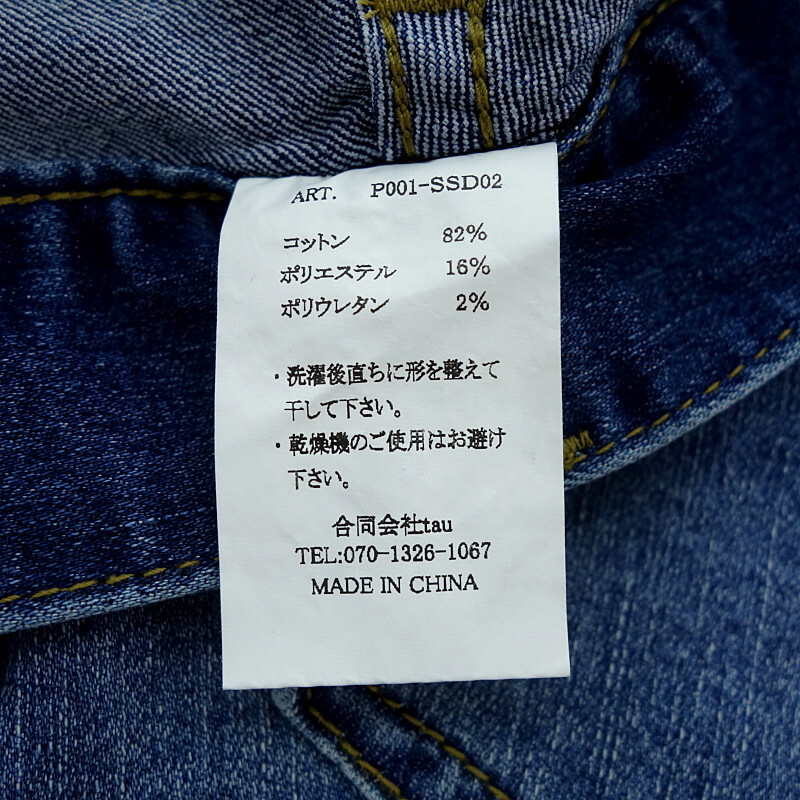 ART. P001-SSD02
コットン 82%
ポリエステル 16%
ポリウレタン 2%
・洗濯後直ちに形を整えて
干して下さい。
・乾燥機のご使用はお避け
下さい。
合同会社tau
TEL:070-1326-1067
MADE IN CHINA